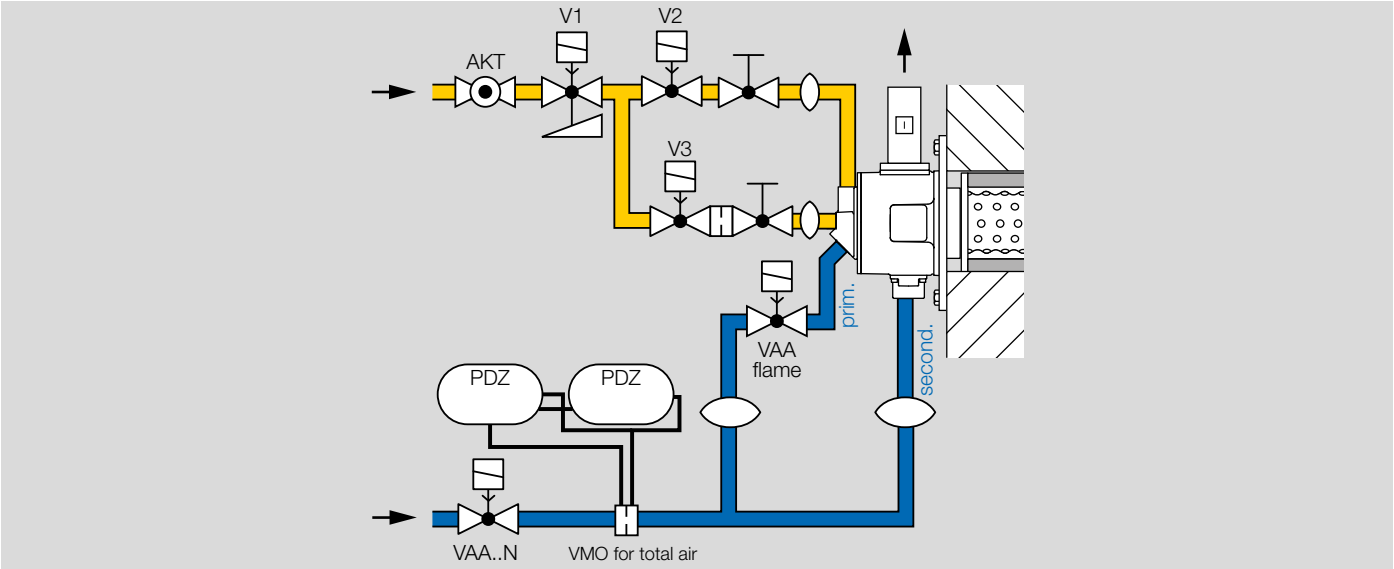 V1
V2
AKT
V3
prim.
VAA
flame
second.
PDZ
PDZ
VAA..N
VMO for total air